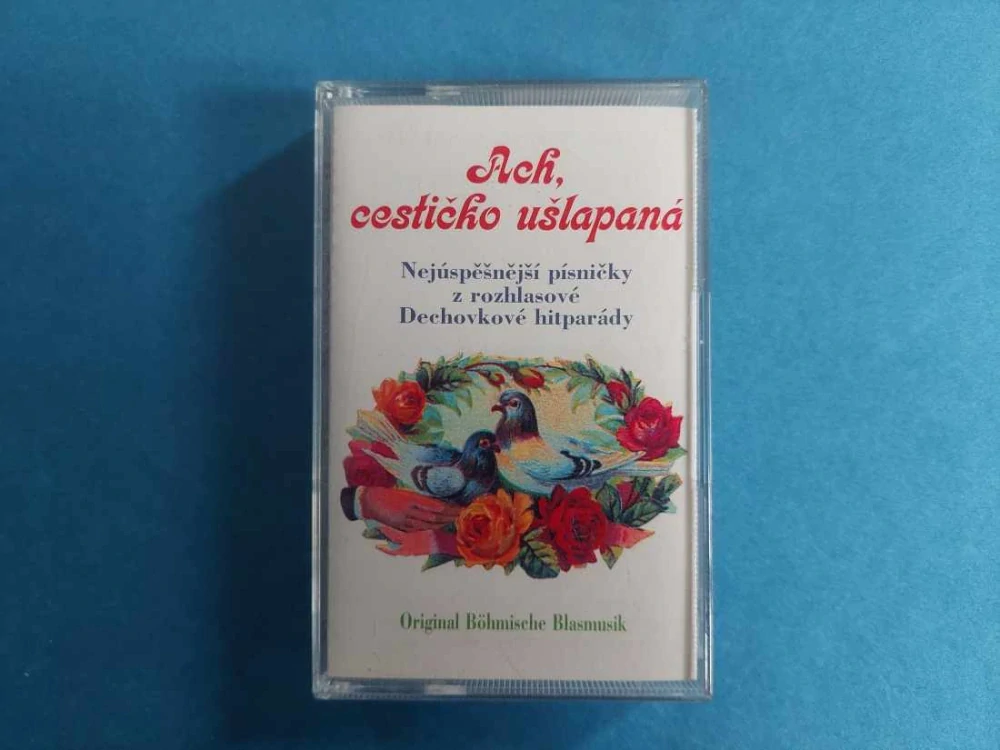 Ach,
cestičko ušlapaná
Nejúspěšnější písničky
z rozhlasové
Dechovkové hitparády
Original Böhmische Blasmusik